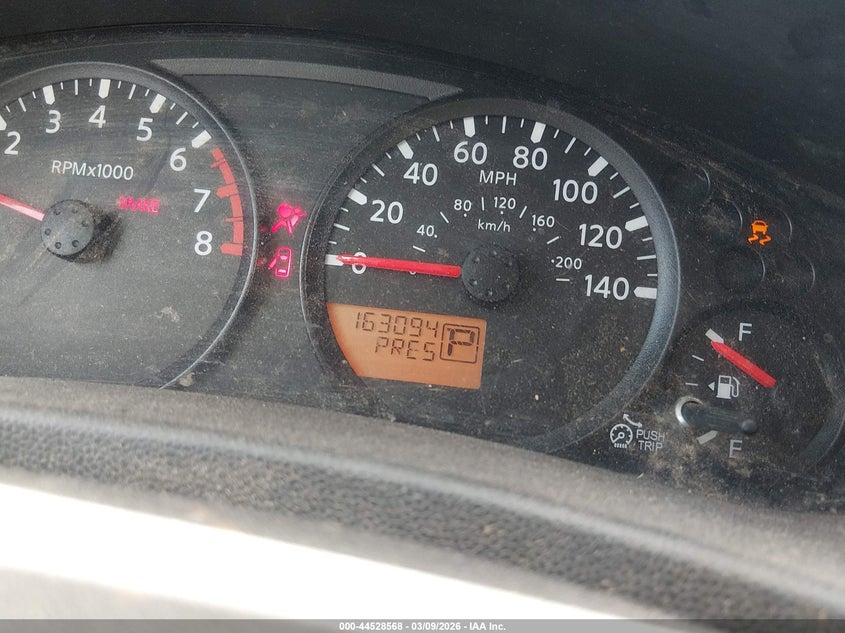 2 3 4 5 6 7 8
RPMx1000
BRAKE
0 20 40 60 80 100 120 140
MPH
40 80 120 160 200
km/h
163094
PRES P
F
PUSH
TRIP
000-44528568 - 03/09/2026 - IAA Inc.